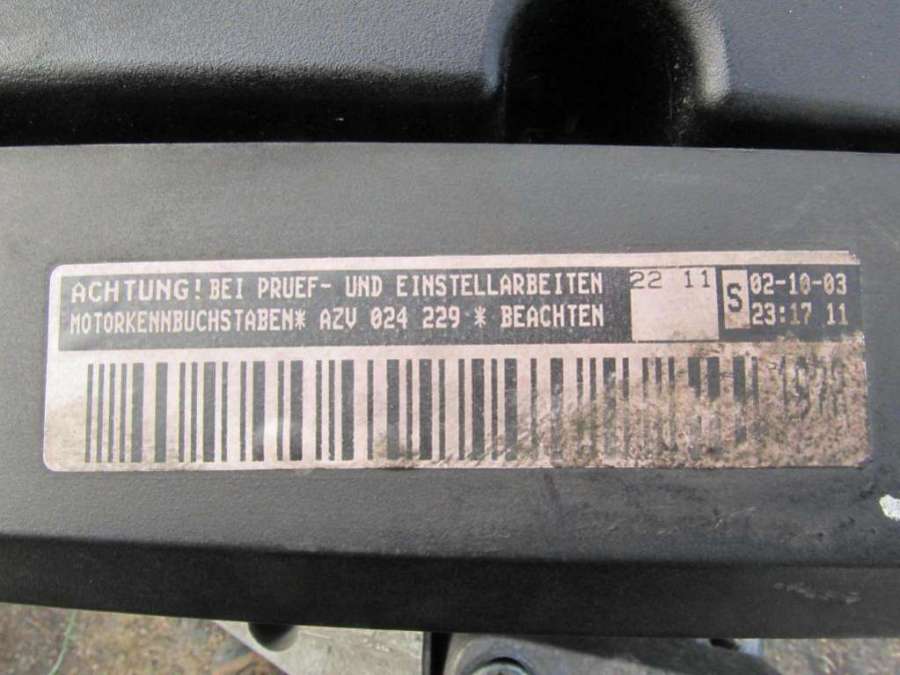 ACHTUNG! BEI PRUEF- UND EINSTELLARBEITEN
MOTORKENNBUCHSTABEN* AZV 024 229 * BEACHTEN
22 11
S
02-10-03
23:17 11